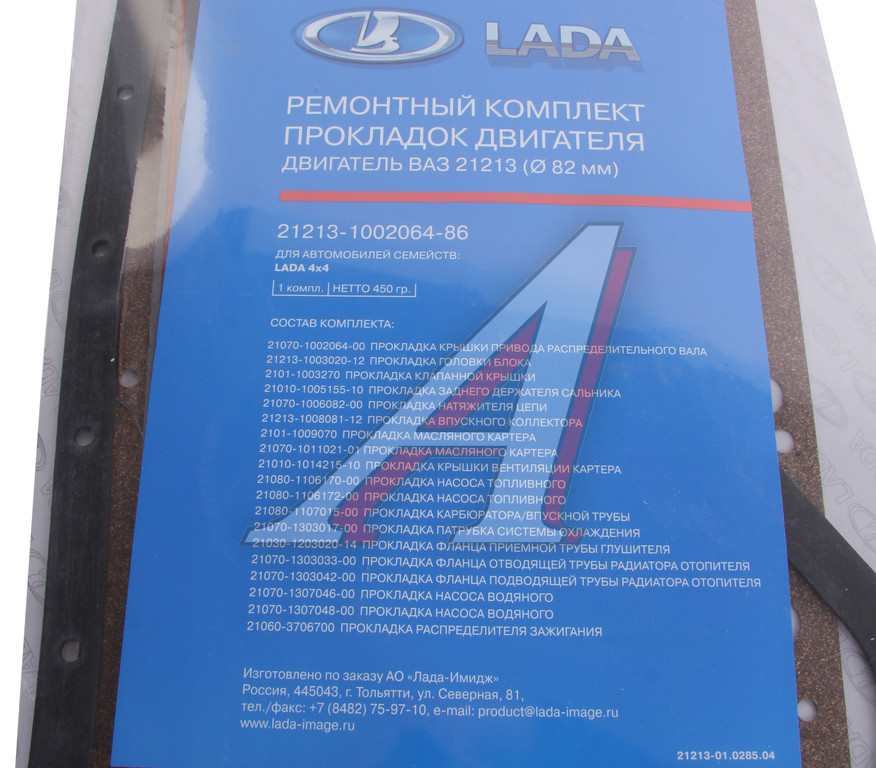 LADA
РЕМОНТНЫЙ КОМПЛЕКТ
ПРОКЛАДОК ДВИГАТЕЛЯ
ДВИГАТЕЛЬ ВАЗ 21213 (Ø 82 мм)
21213-1002064-86
ДЛЯ АВТОМОБИЛЕЙ СЕМЕЙСТВ:
LADA 4x4
1 компл. | НЕТТО 450 гр.
СОСТАВ КОМПЛЕКТА:
21070-1002064-00 ПРОКЛАДКА КРЫШКИ ПРИВОДА РАСПРЕДЕЛИТЕЛЬНОГО ВАЛА
21213-1003020-12 ПРОКЛАДКА ГОЛОВКИ БЛОКА
2101-1003270 ПРОКЛАДКА КЛАПАННОЙ КРЫШКИ
21010-1005155-10 ПРОКЛАДКА ЗАДНЕГО ДЕРЖАТЕЛЯ САЛЬНИКА
21070-1006082-00 ПРОКЛАДКА НАТЯЖИТЕЛЯ ЦЕПИ
21213-1008081-12 ПРОКЛАДКА ВПУСКНОГО КОЛЛЕКТОРА
2101-1009070 ПРОКЛАДКА МАСЛЯНОГО КАРТЕРА
21070-1011021-01 ПРОКЛАДКА МАСЛЯНОГО КАРТЕРА
21010-1014215-10 ПРОКЛАДКА КРЫШКИ ВЕНТИЛЯЦИИ КАРТЕРА
21080-1106170-00 ПРОКЛАДКА НАСОСА ТОПЛИВНОГО
21080-1106172-00 ПРОКЛАДКА НАСОСА ТОПЛИВНОГО
21080-1107015-00 ПРОКЛАДКА КАРБЮРАТОРА/ВПУСКНОЙ ТРУБЫ
21070-1303017-00 ПРОКЛАДКА ПАТРУБКА СИСТЕМЫ ОХЛАЖДЕНИЯ
21030-1203020-14 ПРОКЛАДКА ФЛАНЦА ПРИЕМНОЙ ТРУБЫ ГЛУШИТЕЛЯ
21070-1303033-00 ПРОКЛАДКА ФЛАНЦА ОТВОДЯЩЕЙ ТРУБЫ РАДИАТОРА ОТОПИТЕЛЯ
21070-1303042-00 ПРОКЛАДКА ФЛАНЦА ПОДВОДЯЩЕЙ ТРУБЫ РАДИАТОРА ОТОПИТЕЛЯ
21070-1307046-00 ПРОКЛАДКА НАСОСА ВОДЯНОГО
21070-1307048-00 ПРОКЛАДКА НАСОСА ВОДЯНОГО
21060-3706700 ПРОКЛАДКА РАСПРЕДЕЛИТЕЛЯ ЗАЖИГАНИЯ
Изготовлено по заказу АО «Лада-Имидж»
Россия, 445043, г. Тольятти, ул. Северная, 81,
тел./факс: +7 (8482) 75-97-10, e-mail: product@lada-image.ru
www.lada-image.ru
21213-01.0285.04